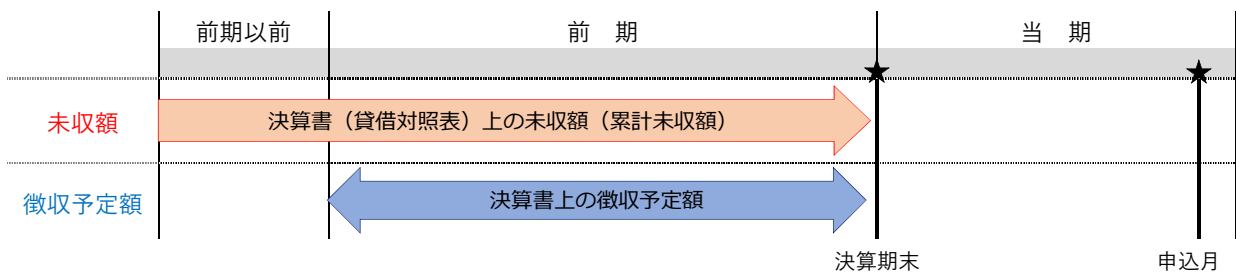 前期以前 前　期 当　期
未収額 決算書（貸借対照表）上の未収額（累計未収額）
徴収予定額 決算書上の徴収予定額
決算期末 申込月